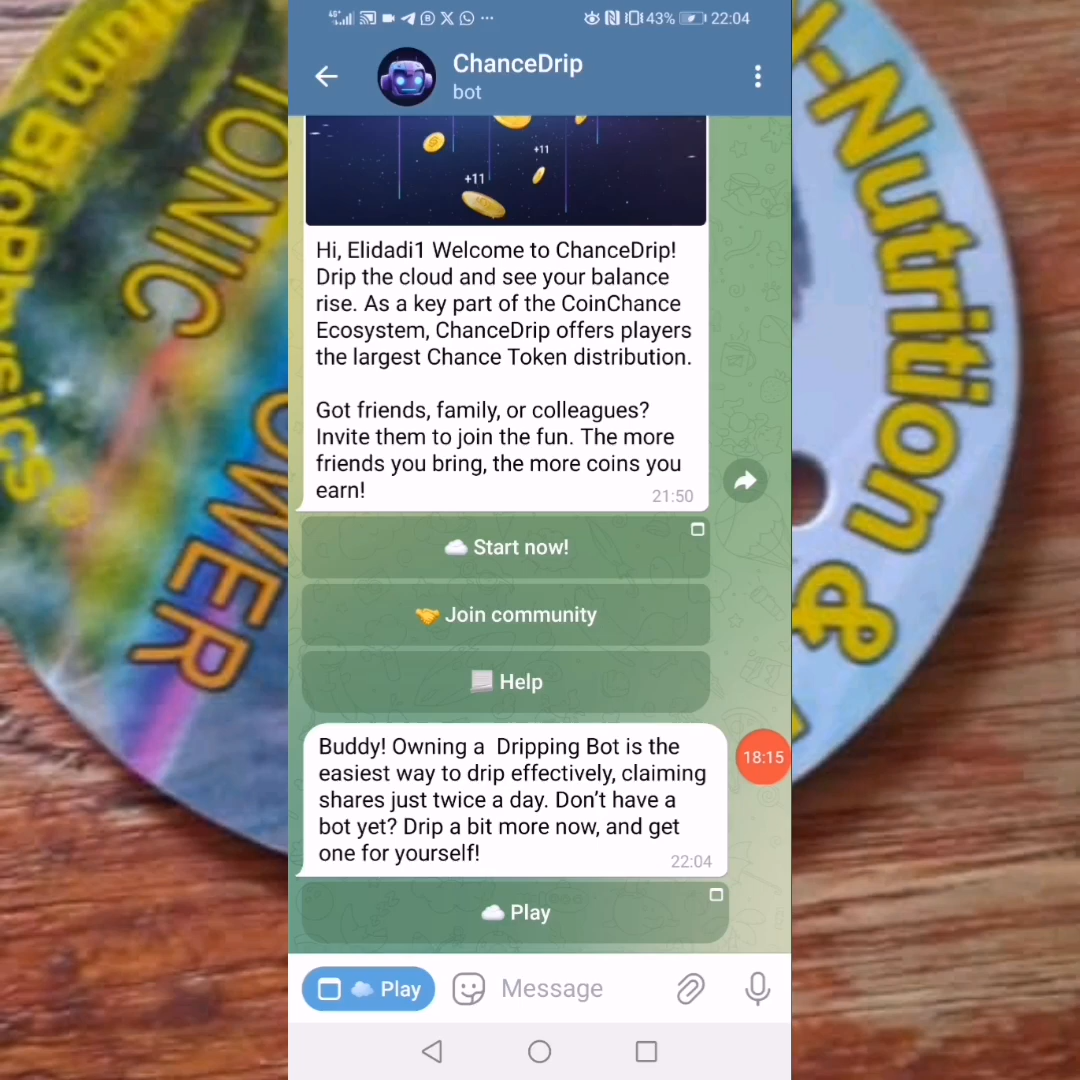 43% 22:04
ChanceDrip
bot
+11
+11
Hi, Elidadi1 Welcome to ChanceDrip!
Drip the cloud and see your balance
rise. As a key part of the CoinChance
Ecosystem, ChanceDrip offers players
the largest Chance Token distribution.
Got friends, family, or colleagues?
Invite them to join the fun. The more
friends you bring, the more coins you
earn!
21:50
☁️ Start now!
🤝 Join community
📃 Help
Buddy! Owning a  Dripping Bot is the
easiest way to drip effectively, claiming
shares just twice a day. Don’t have a
bot yet? Drip a bit more now, and get
one for yourself!
22:04
18:15
☁️ Play
☁️ Play
Message
BioPhysics
TONIC
POWER
-Nutrition &